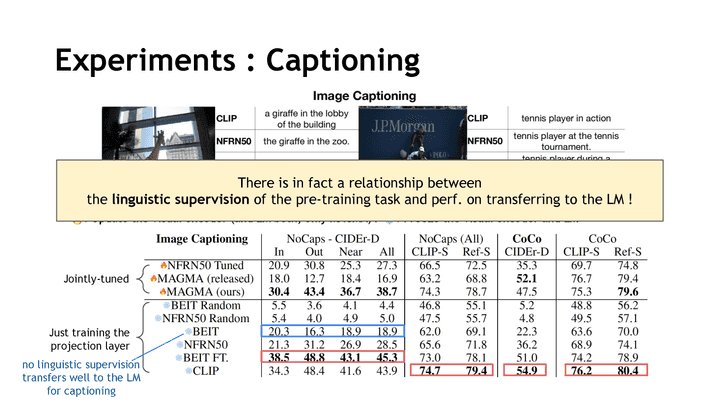 Experiments : Captioning
Image Captioning
CLIP
a giraffe in the lobby
of the building
J.P.Morgan
CLIP
tennis player in action
NFRN50
the giraffe in the zoo.
POLO
NFRN50
tennis player at the tennis
tournament.
tennis player during a
There is in fact a relationship between
the linguistic supervision of the pre-training task and perf. on transferring to the LM !
Image Captioning NoCaps - CIDEr-D NoCaps (All) CoCo CoCo
In Out Near All CLIP-S Ref-S CIDEr-D CLIP-S Ref-S
Jointly-tuned
🔥NFRN50 Tuned 20.9 30.8 25.3 27.3 66.5 72.5 35.3 69.7 74.8
🔥MAGMA (released) 18.0 12.7 18.4 16.9 63.2 68.8 52.1 76.7 79.4
🔥MAGMA (ours) 30.4 43.4 36.7 38.7 74.3 78.7 47.5 75.3 79.6
Just training the
projection layer
❄BEIT Random 5.5 3.6 4.1 4.4 46.8 55.1 5.2 48.8 56.2
❄NFRN50 Random 5.4 4.0 4.9 5.0 47.5 55.7 4.8 49.5 57.1
❄BEIT 20.3 16.3 18.9 18.9 62.0 69.1 22.3 63.6 70.0
❄NFRN50 21.3 31.2 26.9 28.5 65.6 71.8 36.2 68.9 74.1
❄BEIT FT. 38.5 48.8 43.1 45.3 73.0 78.1 51.0 74.2 78.9
❄CLIP 34.3 48.4 41.6 43.9 74.7 79.4 54.9 76.2 80.4
no linguistic supervision
transfers well to the LM
for captioning